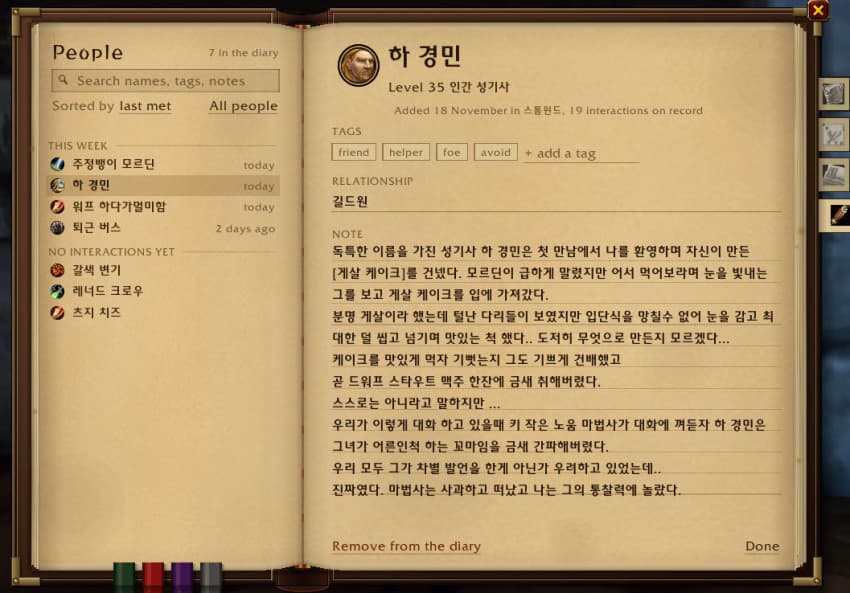 People
7 in the diary
Search names, tags, notes
Sorted by last met
All people
THIS WEEK
주정뱅이 모르딘 today
하 경민 today
워프 하다가멀미함 today
퇴근 버스 2 days ago
NO INTERACTIONS YET
갈색 변기
레너드 크로우
츠지 치즈
하 경민
Level 35 인간 성기사
Added 18 November in 스톰윈드, 19 interactions on record
TAGS
friend helper foe avoid + add a tag
RELATIONSHIP
길드원
NOTE
독특한 이름을 가진 성기사 하 경민은 첫 만남에서 나를 환영하며 자신이 만든
[게살 케이크]를 건넸다. 모르딘이 급하게 말렸지만 어서 먹어보라며 눈을 빛내는
그를 보고 게살 케이크를 입에 가져갔다.
분명 게살이라 했는데 털난 다리들이 보였지만 입단식을 망칠수 없어 눈을 감고 최
대한 덜 씹고 넘기며 맛있는 척 했다.. 도저히 무엇으로 만든지 모르겠다...
케이크를 맛있게 먹자 기뻣는지 그도 기쁘게 건배했고
곧 드워프 스타우트 맥주 한잔에 금새 취해버렸다.
스스로는 아니라고 말하지만 ...
우리가 이렇게 대화 하고 있을때 키 작은 노움 마법사가 대화에 껴듣자 하 경민은
그녀가 어른인척 하는 꼬마임을 금새 간파해버렸다.
우리 모두 그가 차별 발언을 한게 아닌가 우려하고 있었는데..
진짜였다. 마법사는 사과하고 떠났고 나는 그의 통찰력에 놀랐다.
Remove from the diary
Done